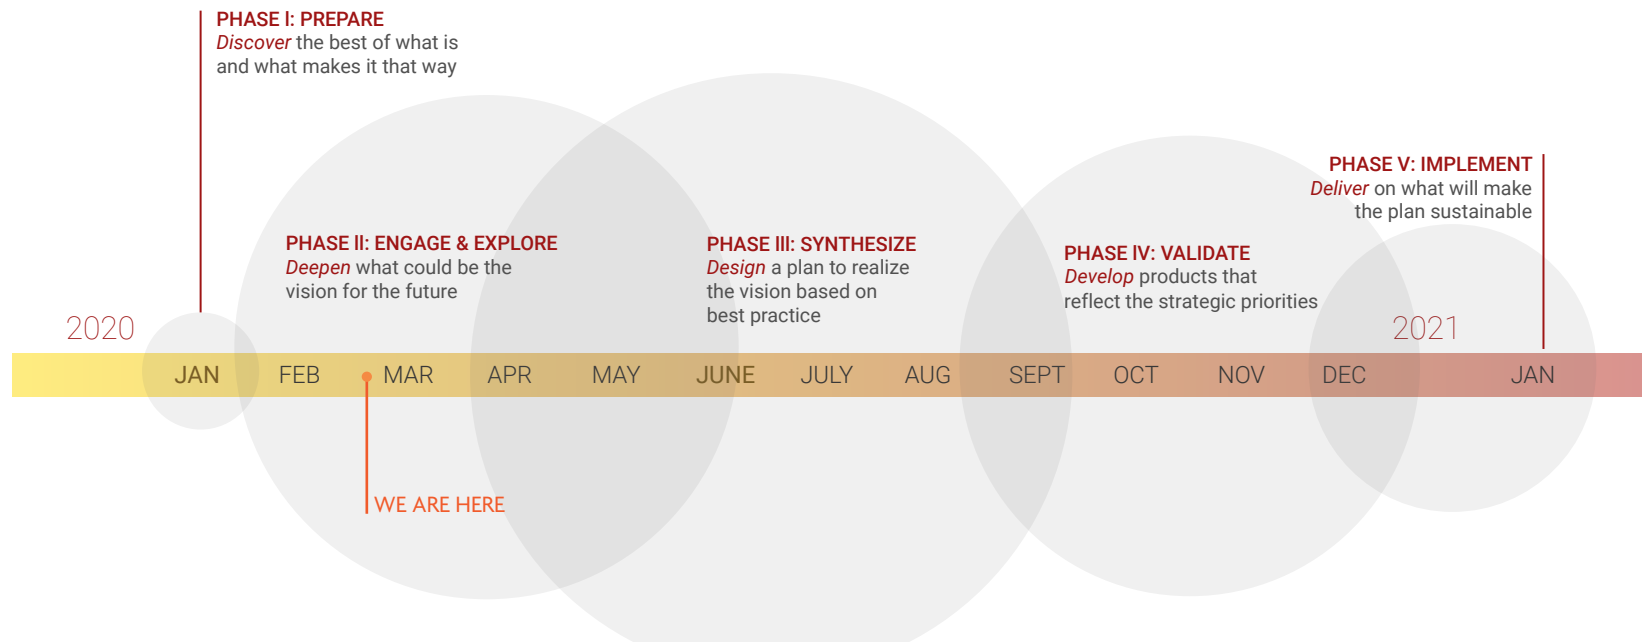 PHASE I: PREPARE
Discover the best of what is
and what makes it that way
PHASE II: ENGAGE & EXPLORE
Deepen what could be the
vision for the future
PHASE III: SYNTHESIZE
Design a plan to realize
the vision based on
best practice
PHASE IV: VALIDATE
Develop products that
reflect the strategic priorities
PHASE V: IMPLEMENT
Deliver on what will make
the plan sustainable
2020
2021
JAN FEB MAR APR MAY JUNE JULY AUG SEPT OCT NOV DEC JAN
WE ARE HERE